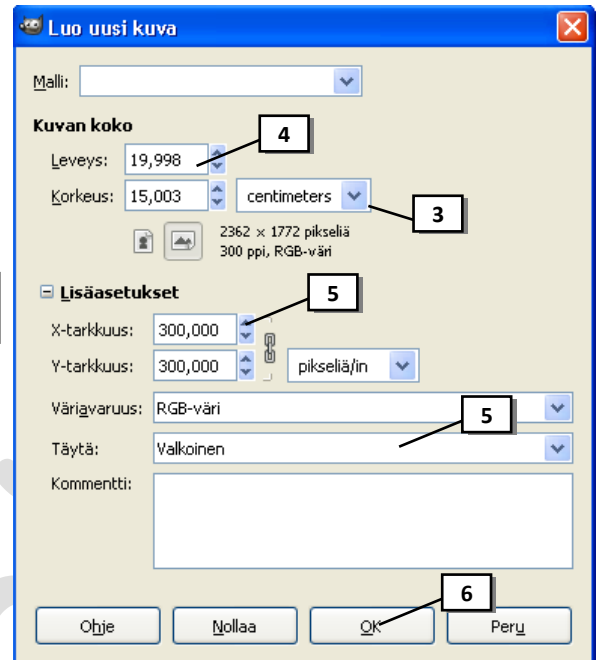 Luo uusi kuva
Malli:
Kuvan koko
4
Leveys: 19,998
Korkeus: 15,003 centimeters
3
2362 × 1772 pikseliä
300 ppi, RGB-väri
Lisäasetukset
5
X-tarkkuus: 300,000
Y-tarkkuus: 300,000 pikseliä/in
Väriavaruus: RGB-väri
5
Täytä: Valkoinen
Kommentti:
6
Ohje Nollaa OK Peru